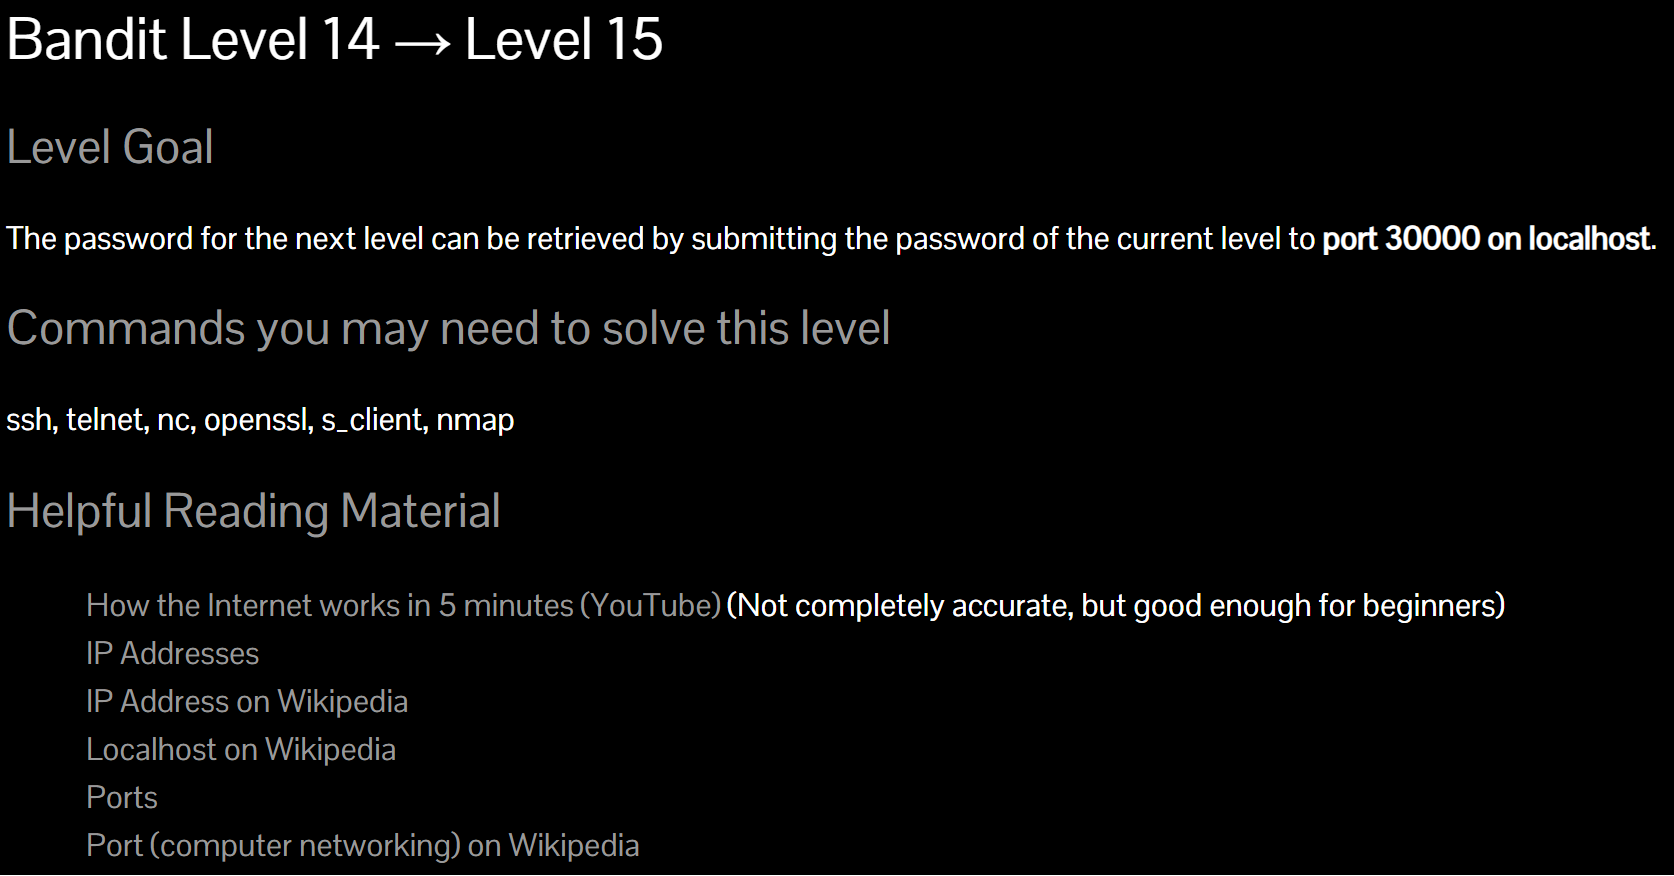 Bandit Level 14 → Level 15
Level Goal
The password for the next level can be retrieved by submitting the password of the current level to port 30000 on localhost.
Commands you may need to solve this level
ssh, telnet, nc, openssl, s_client, nmap
Helpful Reading Material
How the Internet works in 5 minutes (YouTube) (Not completely accurate, but good enough for beginners)
IP Addresses
IP Address on Wikipedia
Localhost on Wikipedia
Ports
Port (computer networking) on Wikipedia